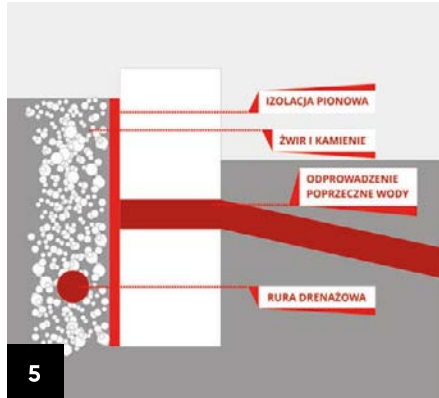 IZOLACJA PIONOWA
ŻWIR I KAMIENIE
ODPROWADZENIE
POPRZECZNE WODY
RURA DRENAŻOWA
5